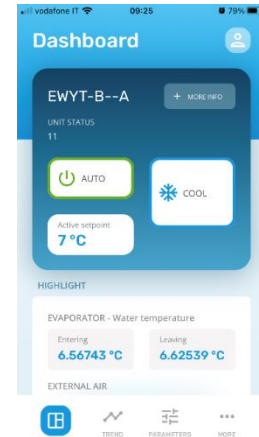 vodafone IT 09:25 79%
Dashboard
EWYT-B--A
+ MORE INFO
UNIT STATUS
11
AUTO
COOL
Active setpoint
7 °C
HIGHLIGHT
EVAPORATOR - Water temperature
Entering
6.56743 °C
Leaving
6.62539 °C
EXTERNAL AIR
TREND PARAMETERS MORE